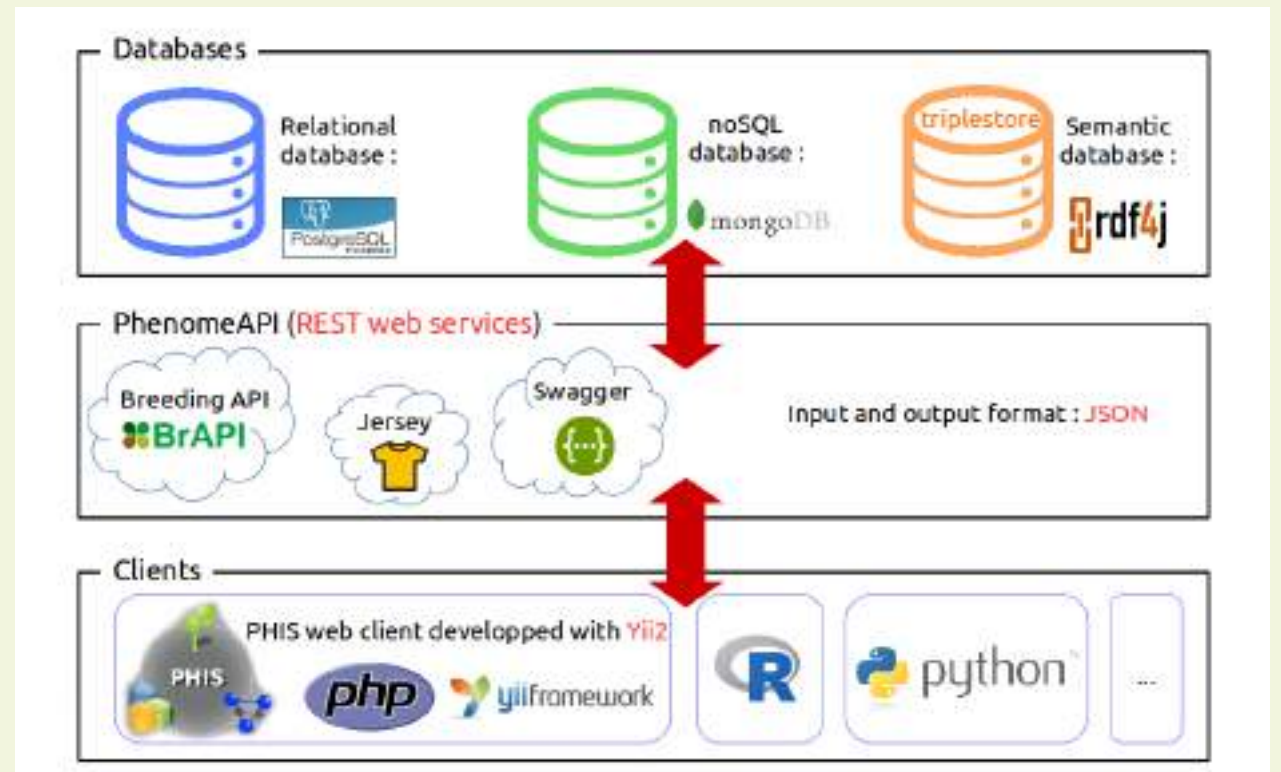 Databases
Relational
database :
PostgreSQL
noSQL
database :
mongoDB
triplestore
Semantic
database :
rdf4j
PhenomeAPI (REST web services)
Breeding API
BrAPI
Jersey
Swagger
{...}
Input and output format : JSON
Clients
PHIS
PHIS web client developped with Yii2
php
yiiframework
R
python
...